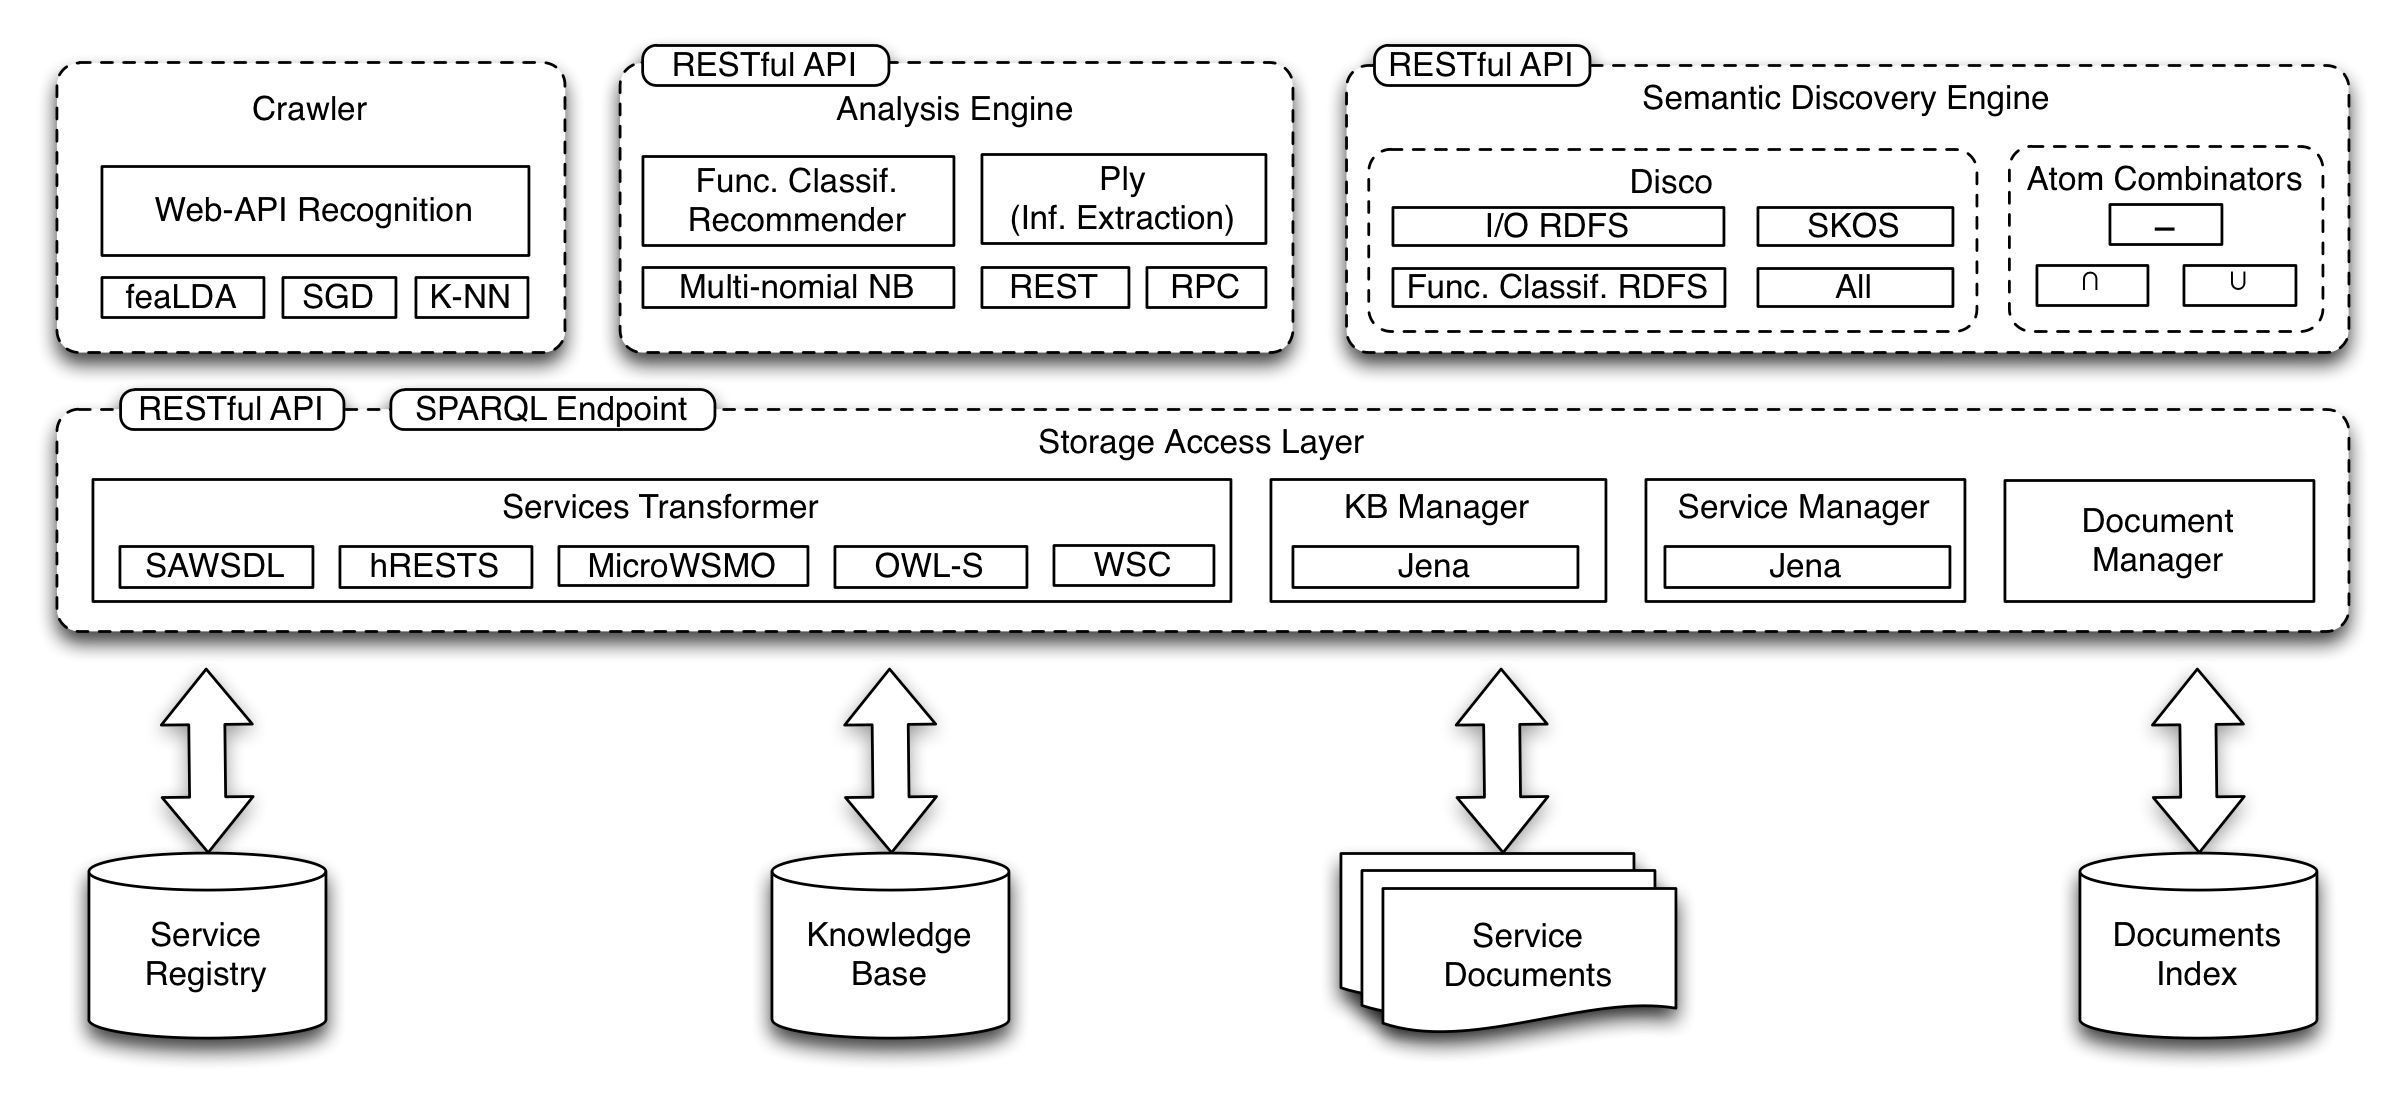 Crawler
Web-API Recognition
feaLDA
SGD
K-NN
RESTful API
Analysis Engine
Func. Classif.
Recommender
Ply
(Inf. Extraction)
Multi-nomial NB
REST
RPC
RESTful API
Semantic Discovery Engine
Disco
I/O RDFS
SKOS
Func. Classif. RDFS
All
Atom Combinators
–
∩
∪
RESTful API
SPARQL Endpoint
Storage Access Layer
Services Transformer
SAWSDL
hRESTS
MicroWSMO
OWL-S
WSC
KB Manager
Jena
Service Manager
Jena
Document
Manager
Service
Registry
Knowledge
Base
Service
Documents
Documents
Index